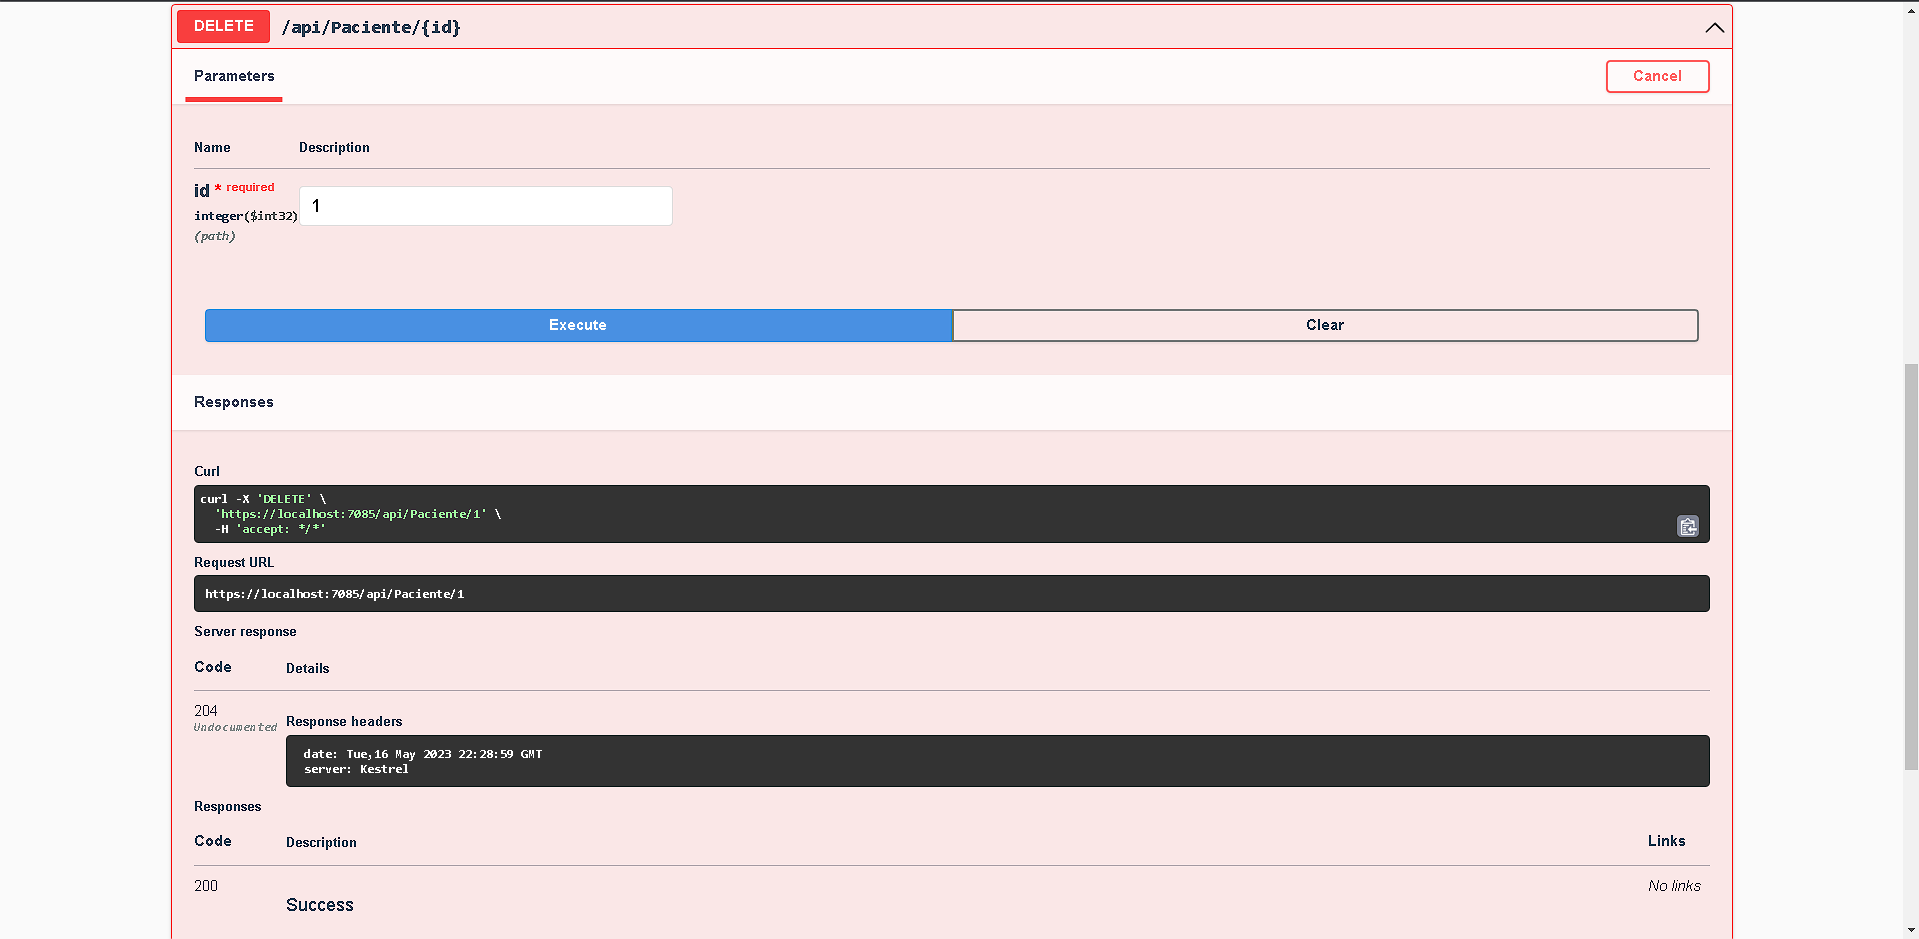 DELETE /api/Paciente/{id}
Parameters Cancel
Name Description
id * required
integer($int32)
(path)
1
Execute Clear
Responses
Curl
curl -X 'DELETE' \
'https://localhost:7085/api/Paciente/1' \
-H 'accept: */*'
Request URL
https://localhost:7085/api/Paciente/1
Server response
Code Details
204
Undocumented
Response headers
date: Tue,16 May 2023 22:28:59 GMT
server: Kestrel
Responses
Code Description Links
200
Success
No links